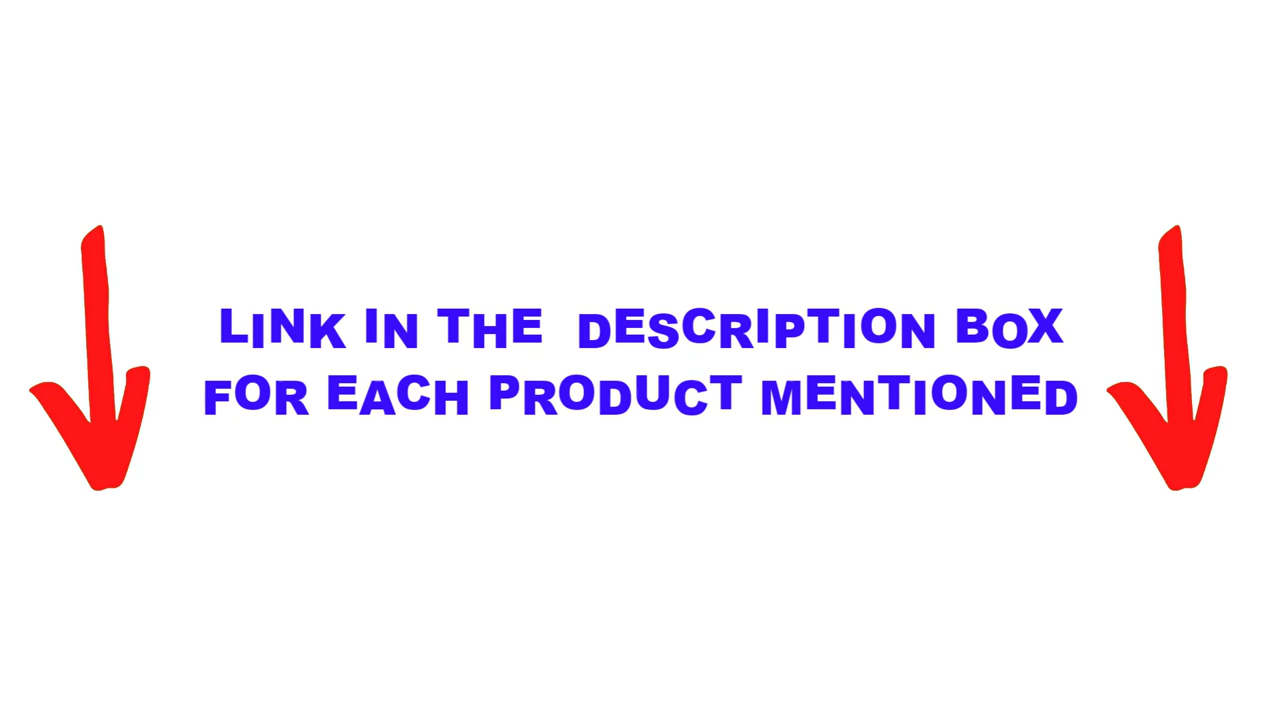 LINK IN THE DESCRIPTION BOX
FOR EACH PRODUCT MENTIONED